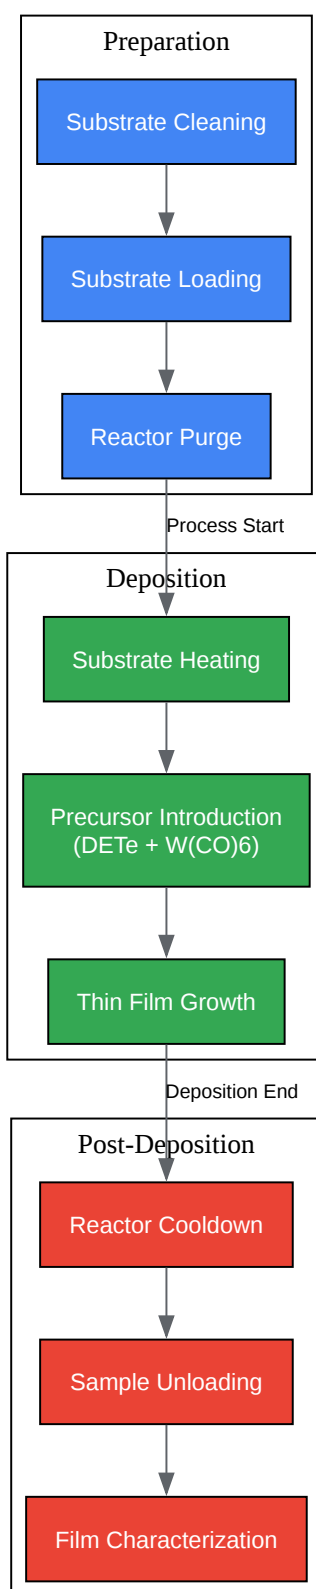 Preparation
Substrate Cleaning
Substrate Loading
Reactor Purge
Process Start
Deposition
Substrate Heating
Precursor Introduction
(DETe + W(CO)6)
Thin Film Growth
Deposition End
Post-Deposition
Reactor Cooldown
Sample Unloading
Film Characterization